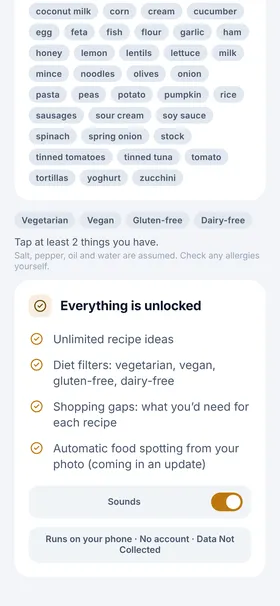 coconut milk corn cream cucumber
egg feta fish flour garlic ham
honey lemon lentils lettuce milk
mince noodles olives onion
pasta peas potato pumpkin rice
sausages sour cream soy sauce
spinach spring onion stock
tinned tomatoes tinned tuna tomato
tortillas yoghurt zucchini
Vegetarian Vegan Gluten-free Dairy-free
Tap at least 2 things you have.
Salt, pepper, oil and water are assumed. Check any allergies
yourself.
Everything is unlocked
Unlimited recipe ideas
Diet filters: vegetarian, vegan,
gluten-free, dairy-free
Shopping gaps: what you'd need for
each recipe
Automatic food spotting from your
photo (coming in an update)
Sounds
Runs on your phone · No account · Data Not
Collected